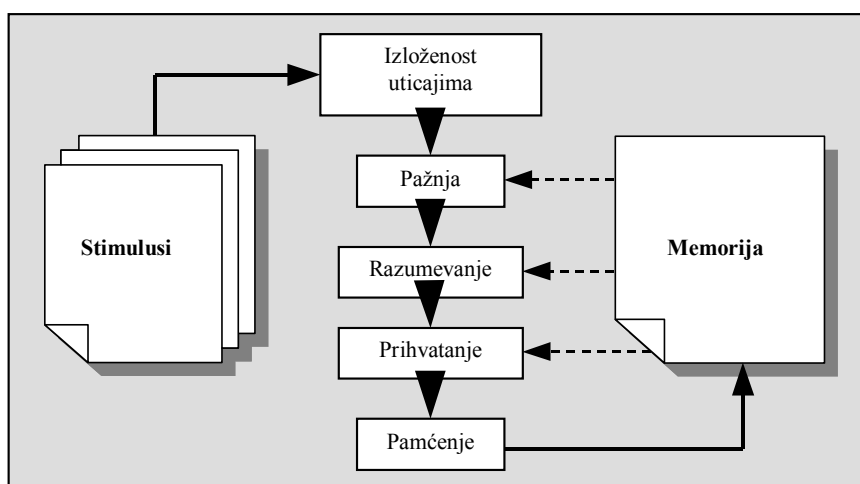 Izloženost
uticajima
Pažnja
Stimulusi
Memorija
Razumevanje
Prihvatanje
Pamćenje